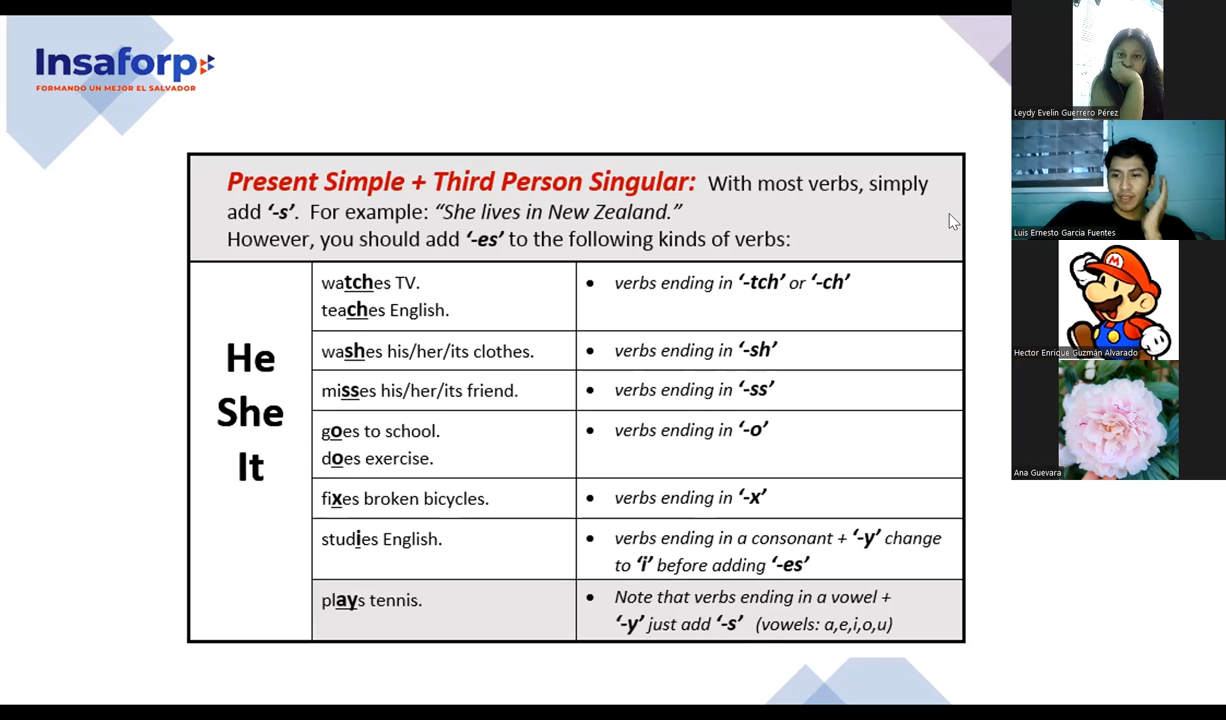 Insaforp
FORMANDO UN MEJOR EL SALVADOR
Present Simple + Third Person Singular: With most verbs, simply
add ‘-s’. For example: “She lives in New Zealand.”
However, you should add ‘-es’ to the following kinds of verbs:
He
She
It
watches TV.
teaches English.
• verbs ending in ‘-tch’ or ‘-ch’
washes his/her/its clothes.
• verbs ending in ‘-sh’
misses his/her/its friend.
• verbs ending in ‘-ss’
goes to school.
does exercise.
• verbs ending in ‘-o’
fixes broken bicycles.
• verbs ending in ‘-x’
studies English.
• verbs ending in a consonant + ‘-y’ change
to ‘i’ before adding ‘-es’
plays tennis.
• Note that verbs ending in a vowel +
‘-y’ just add ‘-s’ (vowels: a,e,i,o,u)
Leydy Evelin Guerrero Pérez
Luis Ernesto Garcia Fuentes
M
Hector Enrique Guzmán Alvarado
Ana Guevara